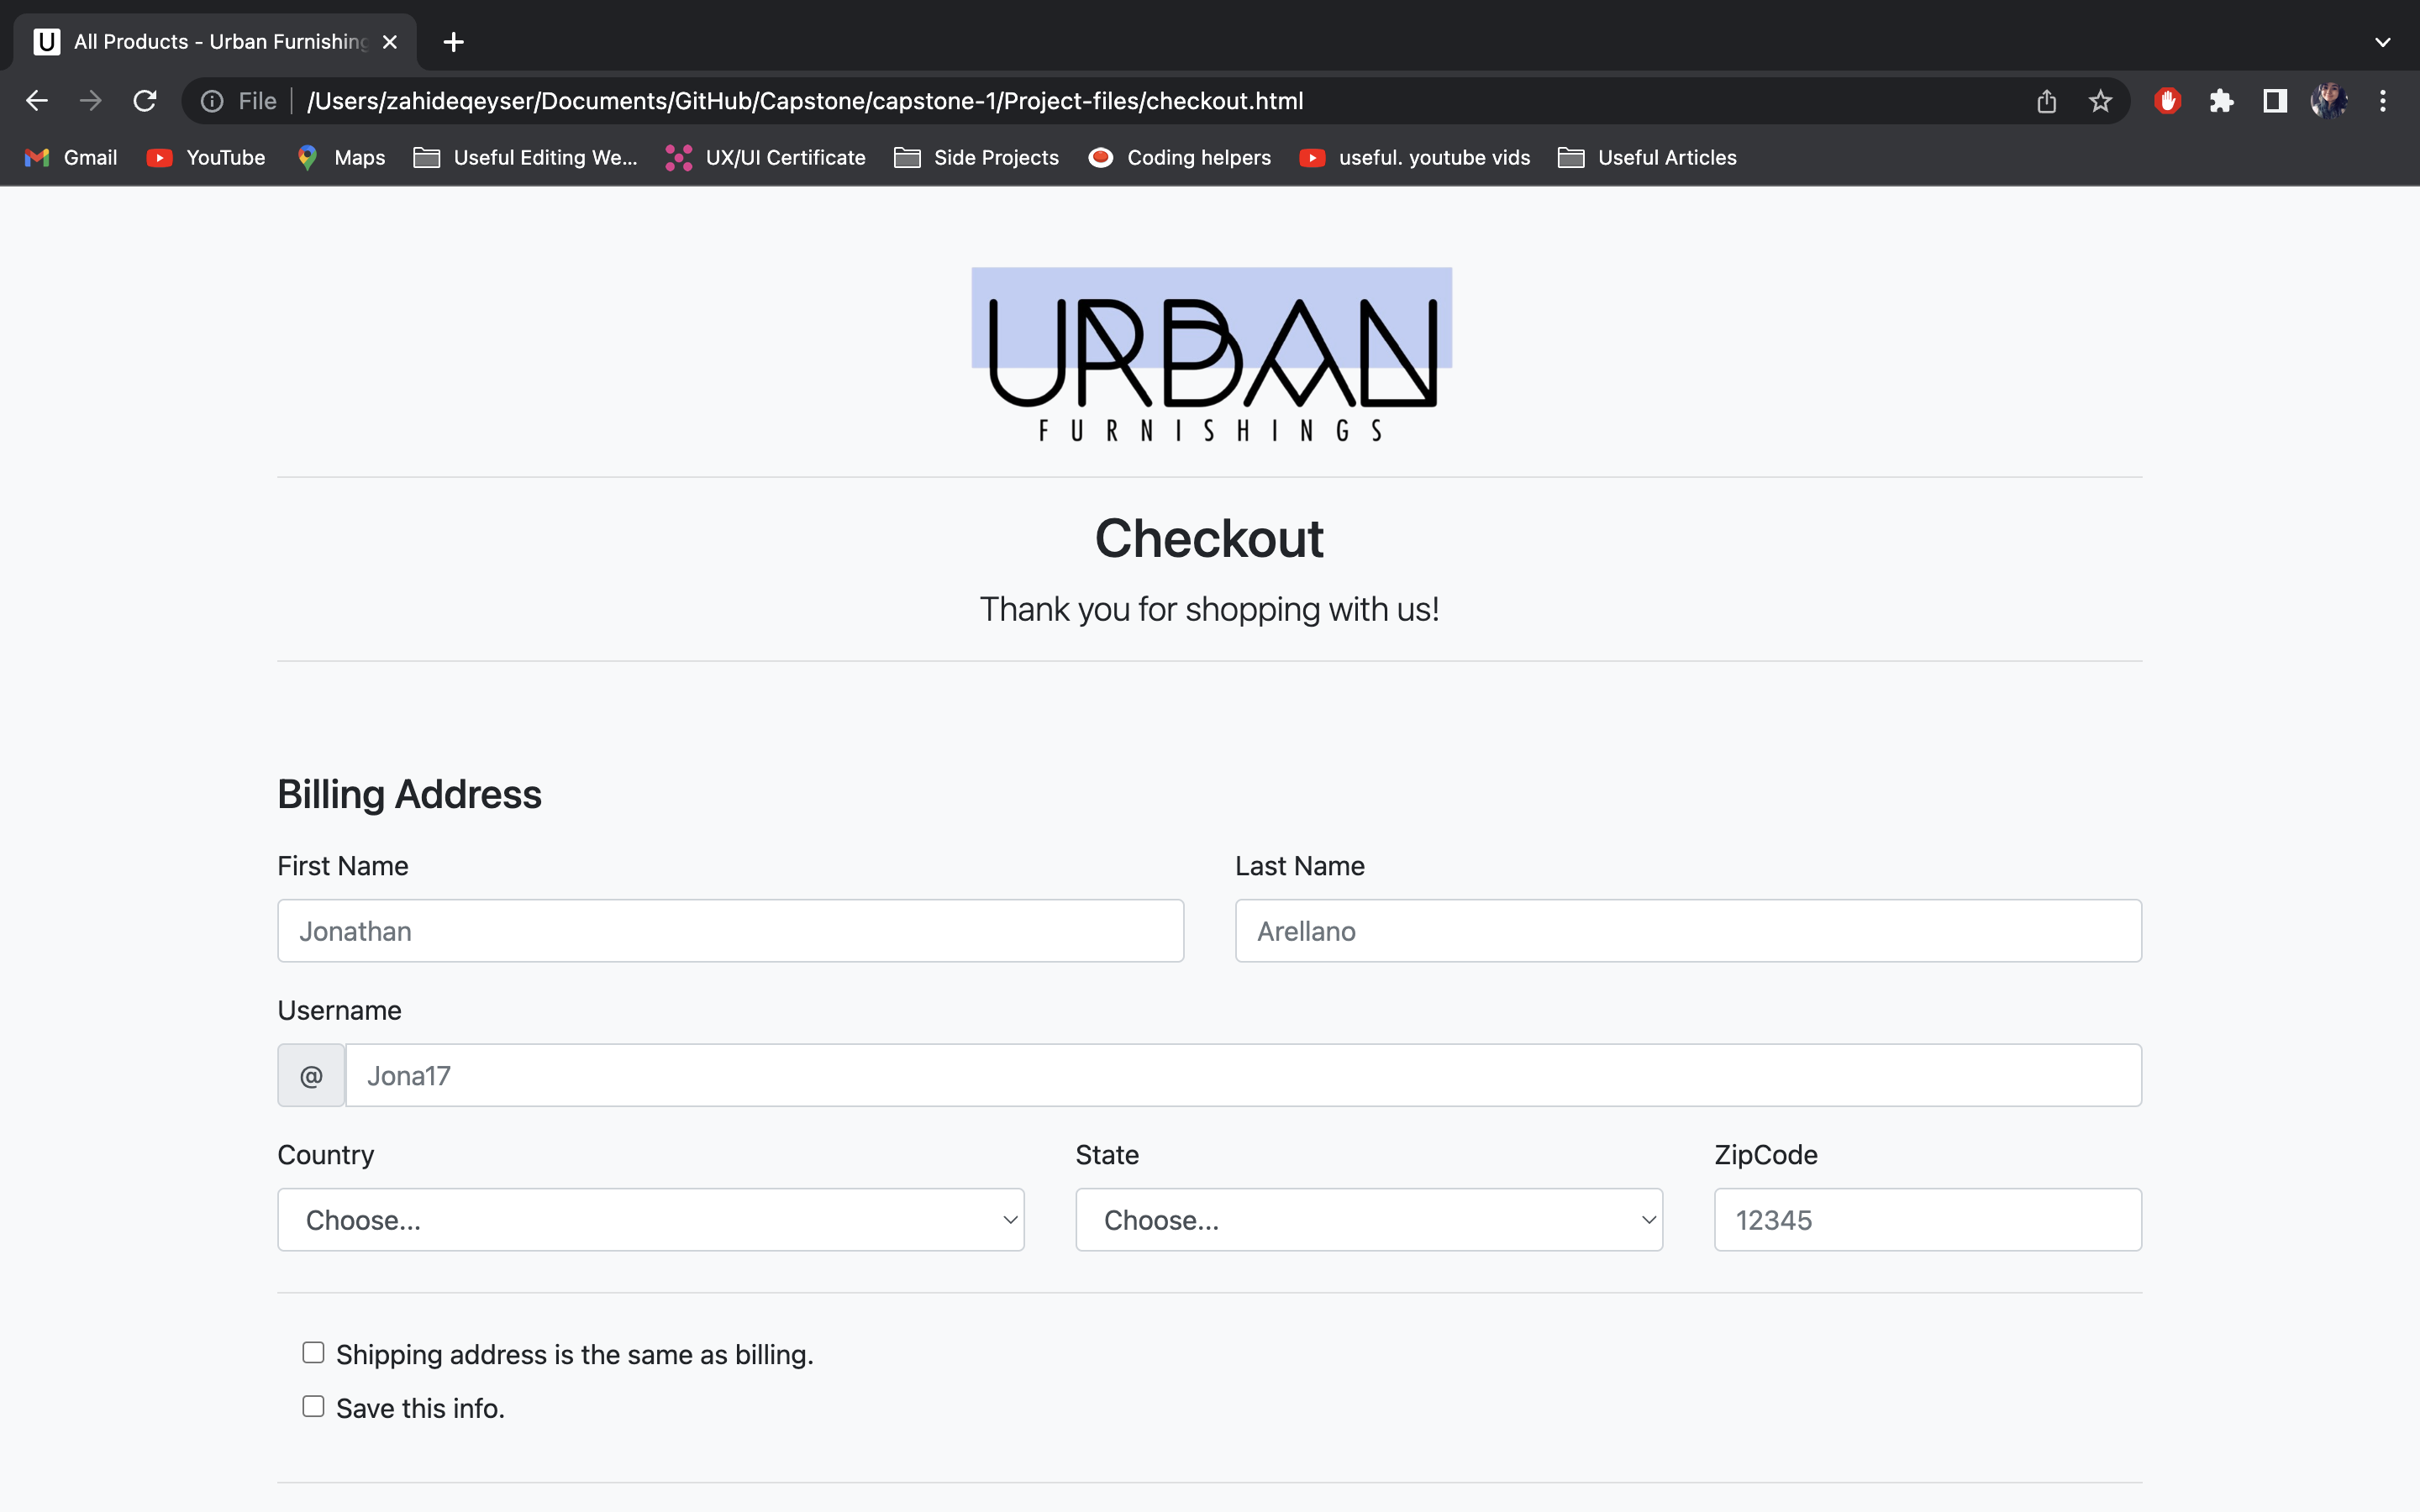 U All Products - Urban Furnishing
File /Users/zahideqeyser/Documents/GitHub/Capstone/capstone-1/Project-files/checkout.html
Gmail YouTube Maps Useful Editing We... UX/UI Certificate Side Projects Coding helpers useful. youtube vids Useful Articles
URBAN
FURNISHINGS
Checkout
Thank you for shopping with us!
Billing Address
First Name Last Name
Jonathan Arellano
Username
@ Jona17
Country State ZipCode
Choose... Choose... 12345
Shipping address is the same as billing.
Save this info.